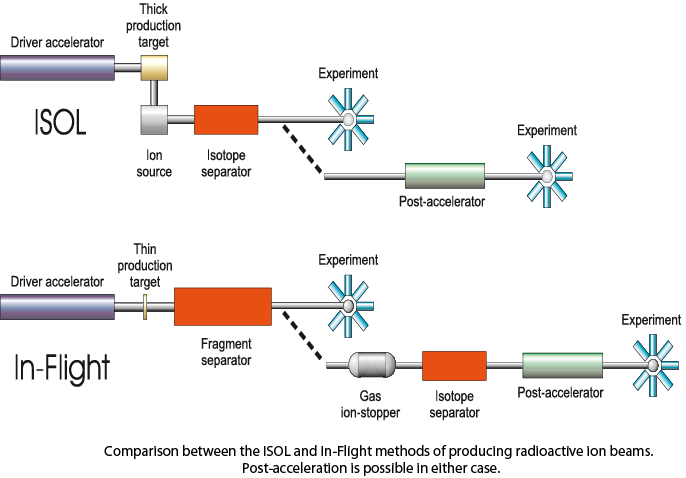 Thick
production
target
Driver accelerator
Experiment
ISOL
Ion
source
Isotope
separator
Experiment
Post-accelerator
Thin
production
target
Driver accelerator
Experiment
Fragment
separator
Experiment
In-Flight
Gas
ion-stopper
Isotope
separator
Post-accelerator
Comparison between the ISOL and In-Flight methods of producing radioactive ion beams.
Post-acceleration is possible in either case.